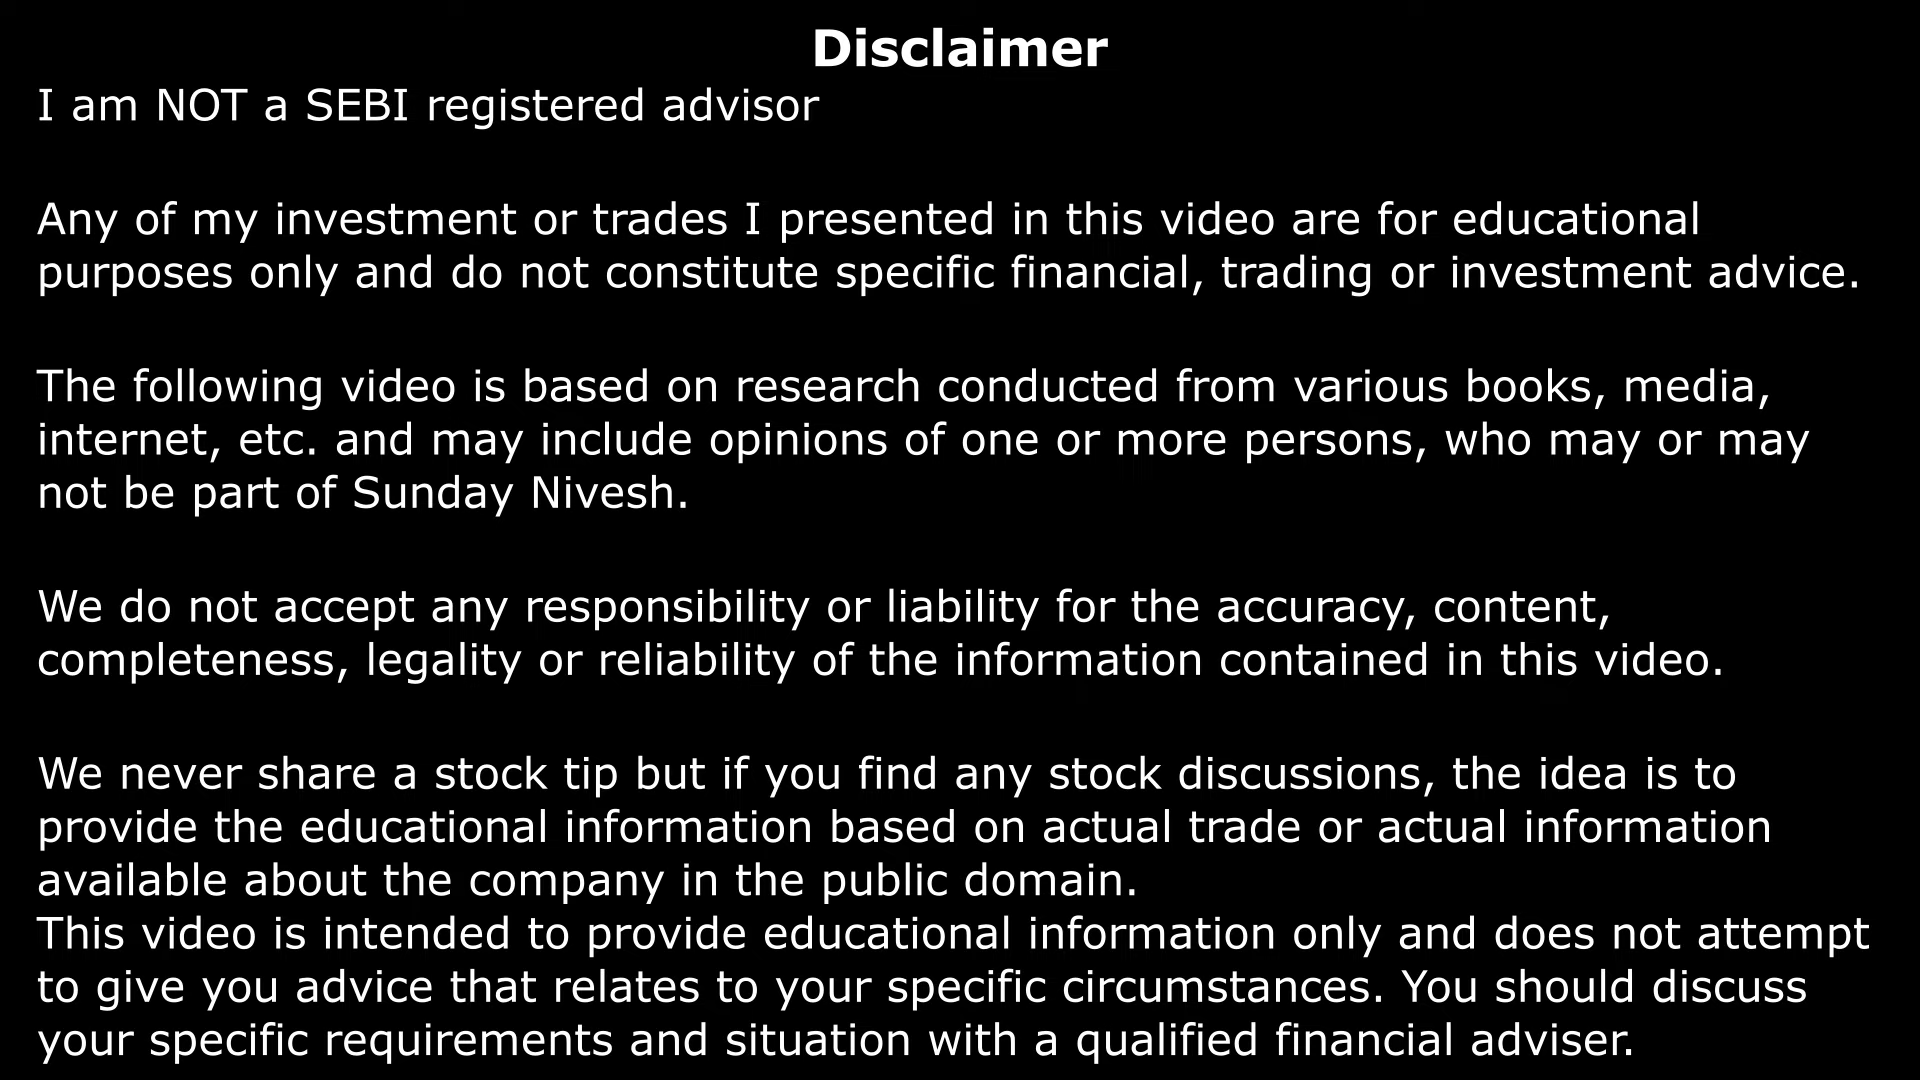 Disclaimer
I am NOT a SEBI registered advisor
Any of my investment or trades I presented in this video are for educational
purposes only and do not constitute specific financial, trading or investment advice.
The following video is based on research conducted from various books, media,
internet, etc. and may include opinions of one or more persons, who may or may
not be part of Sunday Nivesh.
We do not accept any responsibility or liability for the accuracy, content,
completeness, legality or reliability of the information contained in this video.
We never share a stock tip but if you find any stock discussions, the idea is to
provide the educational information based on actual trade or actual information
available about the company in the public domain.
This video is intended to provide educational information only and does not attempt
to give you advice that relates to your specific circumstances. You should discuss
your specific requirements and situation with a qualified financial adviser.